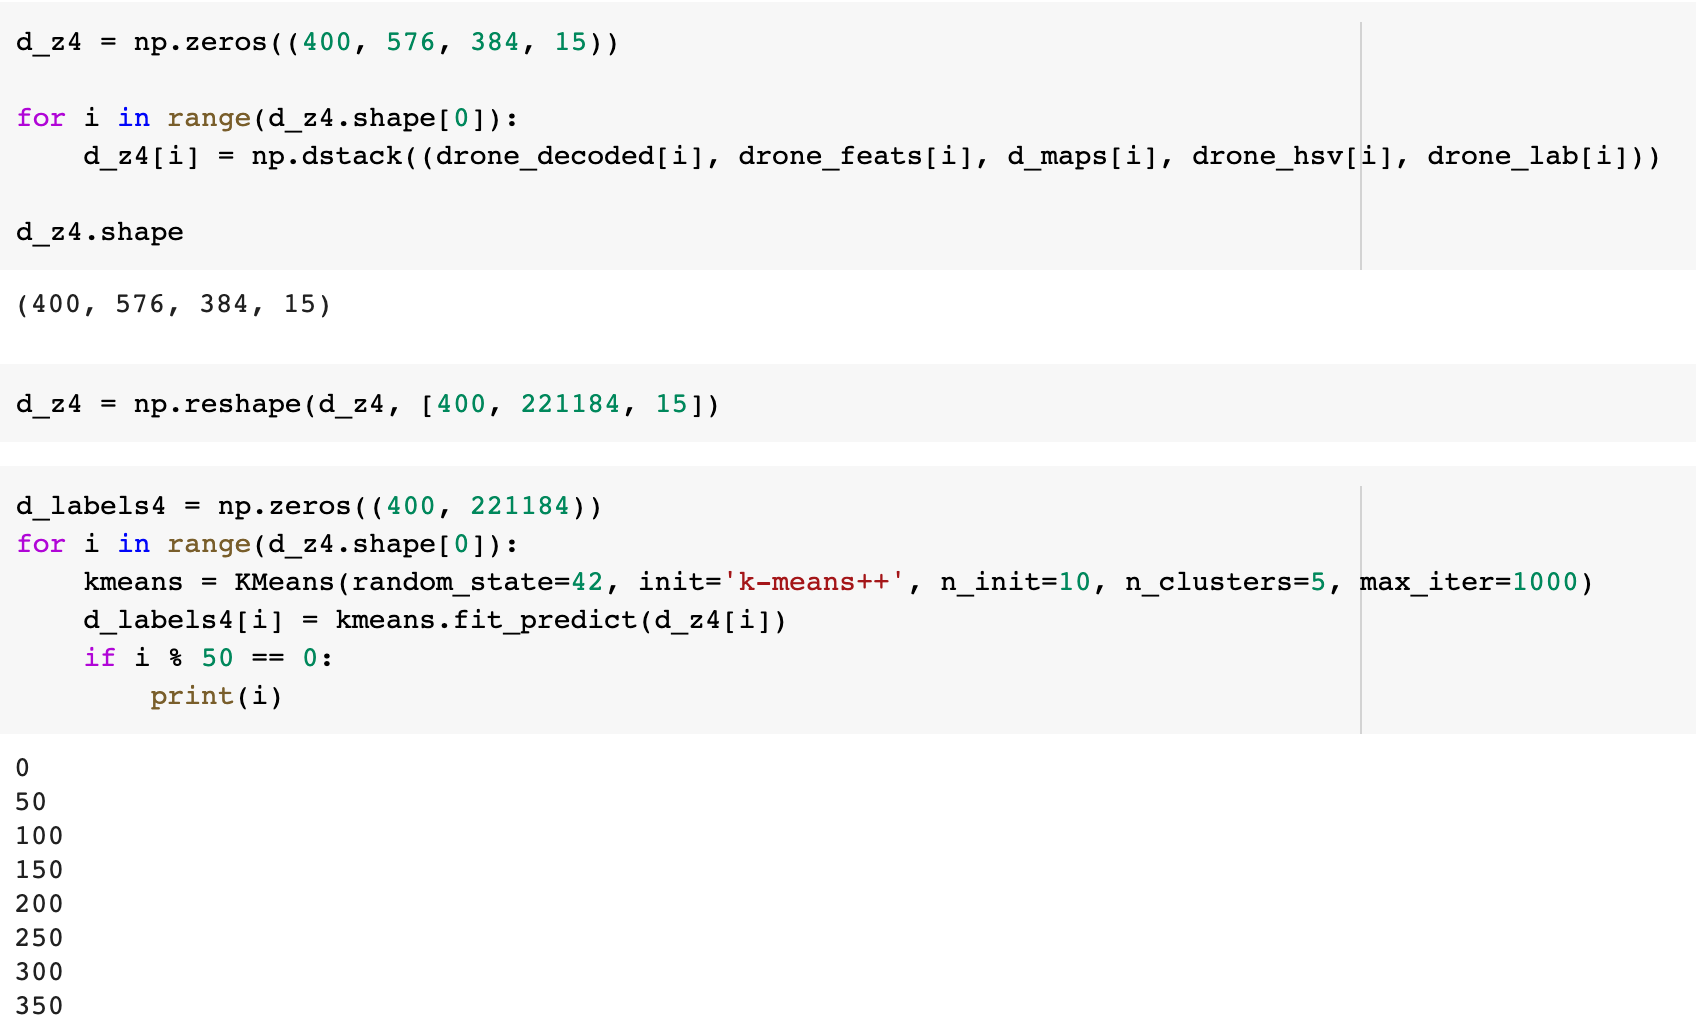 d_z4 = np.zeros((400, 576, 384, 15))
for i in range(d_z4.shape[0]):
    d_z4[i] = np.dstack((drone_decoded[i], drone_feats[i], d_maps[i], drone_hsv[i], drone_lab[i]))
d_z4.shape
(400, 576, 384, 15)
d_z4 = np.reshape(d_z4, [400, 221184, 15])
d_labels4 = np.zeros((400, 221184))
for i in range(d_z4.shape[0]):
    kmeans = KMeans(random_state=42, init='k-means++', n_init=10, n_clusters=5, max_iter=1000)
    d_labels4[i] = kmeans.fit_predict(d_z4[i])
    if i % 50 == 0:
        print(i)
0
50
100
150
200
250
300
350